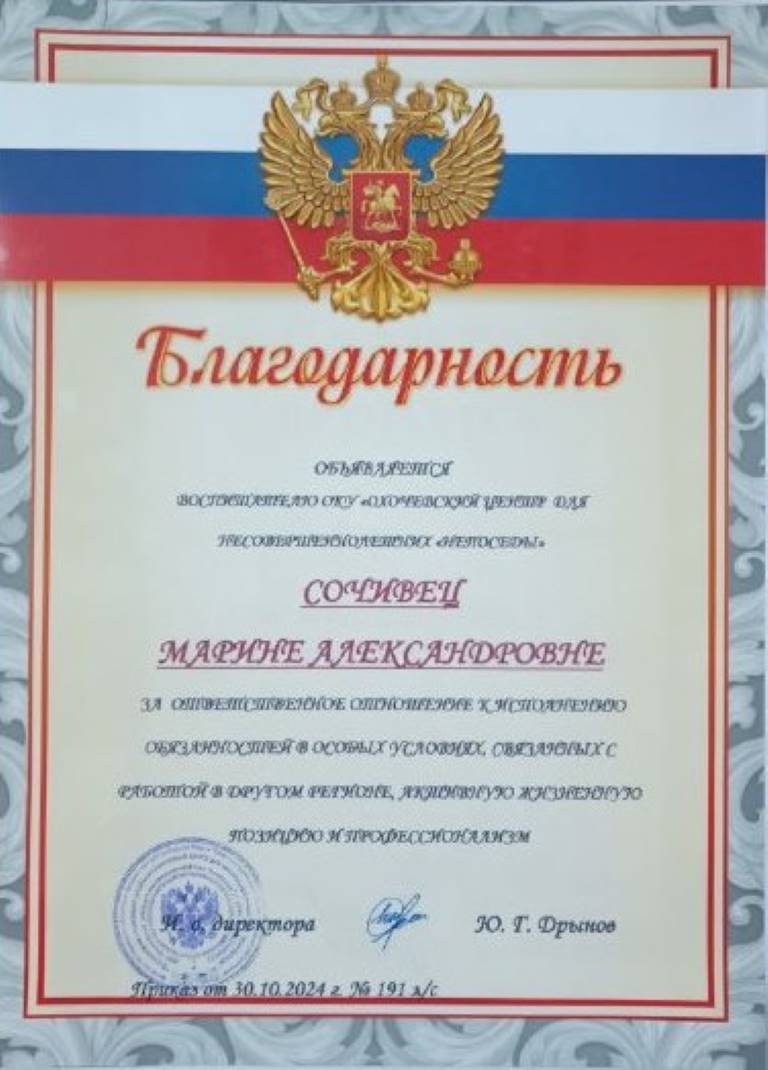 Благодарность
ОБЪЯВЛЯЕТСЯ
ВОСПИТАТЕЛЮ ОКУ «ОХОЧЕВСКИЙ ЦЕНТР ДЛЯ
НЕСОВЕРШЕННОЛЕТНИХ «НЕПОСЕДЫ»
СОЧИВЕЦ
МАРИНЕ АЛЕКСАНДРОВНЕ
ЗА ОТВЕТСТВЕННОЕ ОТНОШЕНИЕ К ИСПОЛНЕНИЮ
ОБЯЗАННОСТЕЙ В ОСОБЫХ УСЛОВИЯХ, СВЯЗАННЫХ С
РАБОТОЙ В ДРУГОМ РЕГИОНЕ, АКТИВНУЮ ЖИЗНЕННУЮ
ПОЗИЦИЮ И ПРОФЕССИОНАЛИЗМ
И. о. директора Ю. Г. Дрынов
Приказ от 30.10.2024 г. № 191 л/с